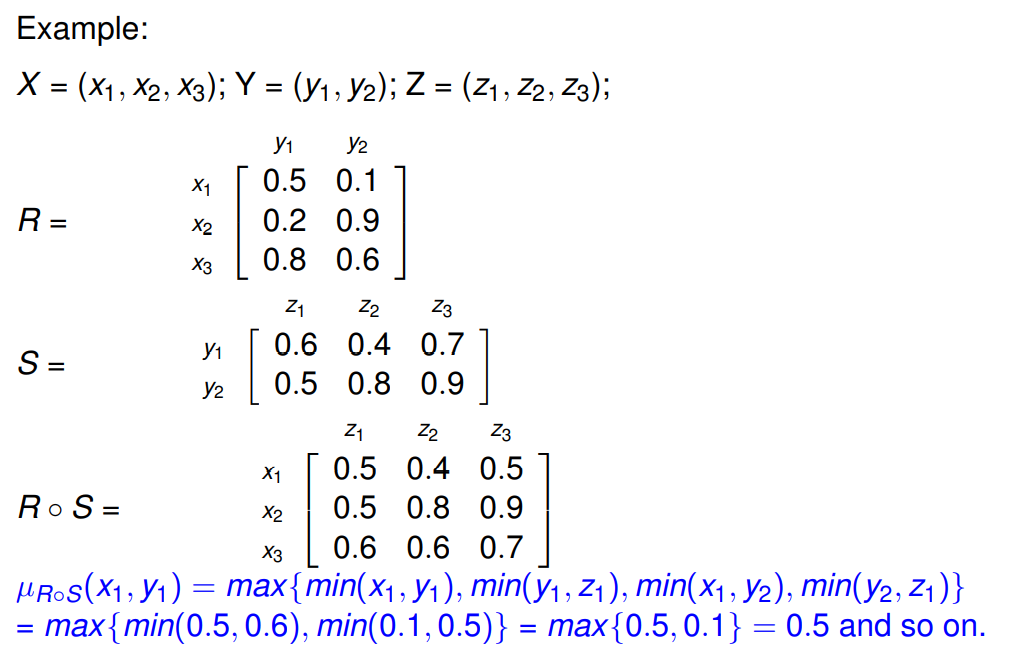 Example:
X = (x₁, x₂, x₃); Y = (y₁, y₂); Z = (z₁, z₂, z₃);
y₁ y₂
x₁ 0.5 0.1
R = x₂ 0.2 0.9
x₃ 0.8 0.6
z₁ z₂ z₃
y₁ 0.6 0.4 0.7
S =
y₂ 0.5 0.8 0.9
z₁ z₂ z₃
x₁ 0.5 0.4 0.5
R ∘ S = x₂ 0.5 0.8 0.9
x₃ 0.6 0.6 0.7
μR∘S(x₁, y₁) = max{min(x₁, y₁), min(y₁, z₁), min(x₁, y₂), min(y₂, z₁)}
= max{min(0.5, 0.6), min(0.1, 0.5)} = max{0.5, 0.1} = 0.5 and so on.